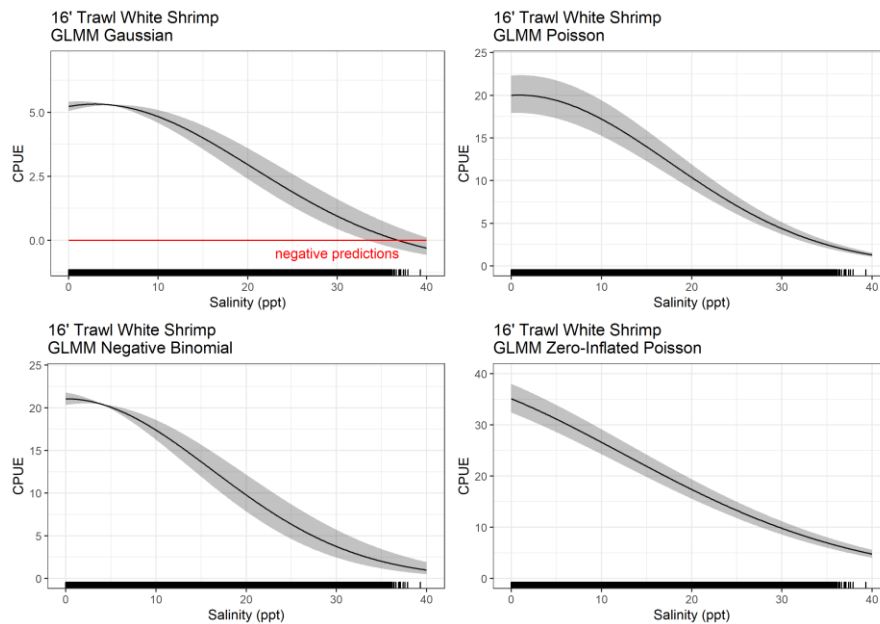 16' Trawl White Shrimp
GLMM Gaussian
5.0
2.5
0.0
CPUE
negative predictions
0 10 20 30 40
Salinity (ppt)
16' Trawl White Shrimp
GLMM Poisson
25
20
15
10
5
0
CPUE
0 10 20 30 40
Salinity (ppt)
16' Trawl White Shrimp
GLMM Negative Binomial
25
20
15
10
5
0
CPUE
0 10 20 30 40
Salinity (ppt)
16' Trawl White Shrimp
GLMM Zero-Inflated Poisson
40
30
20
10
0
CPUE
0 10 20 30 40
Salinity (ppt)